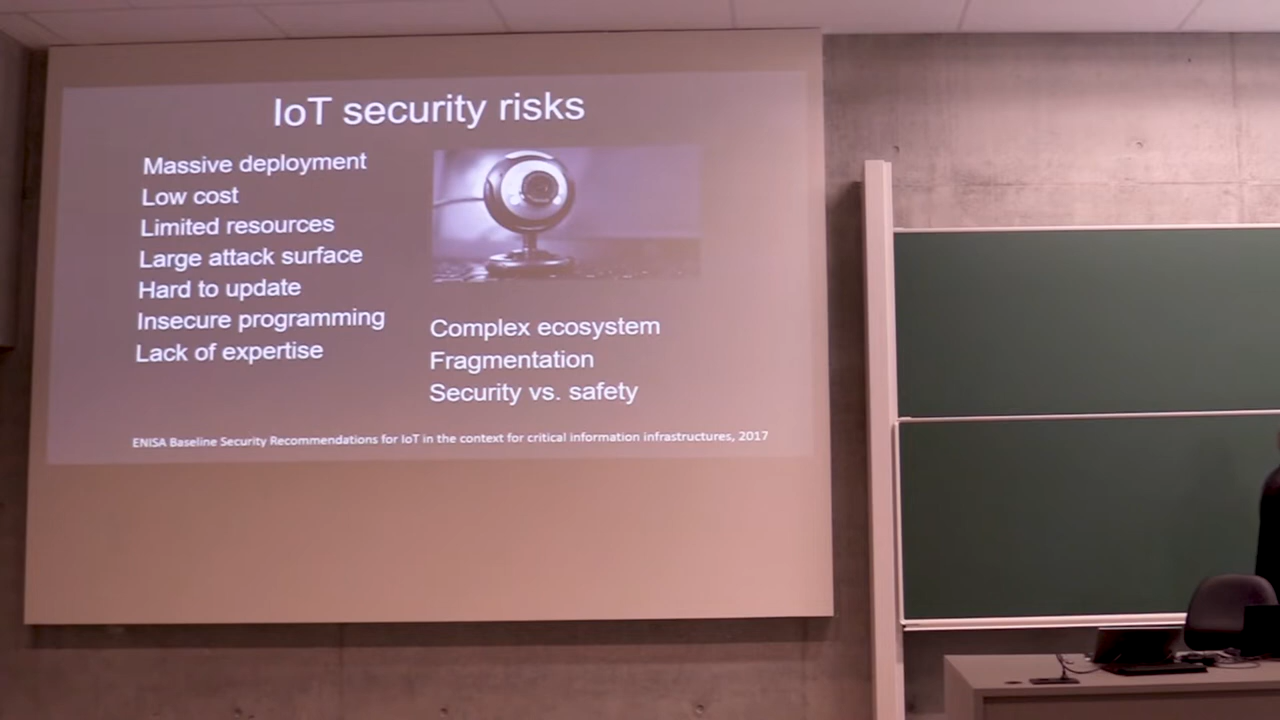 IoT security risks
Massive deployment
Low cost
Limited resources
Large attack surface
Hard to update
Insecure programming
Lack of expertise
Complex ecosystem
Fragmentation
Security vs. safety
ENISA Baseline Security Recommendations for IoT in the context for critical information infrastructures, 2017